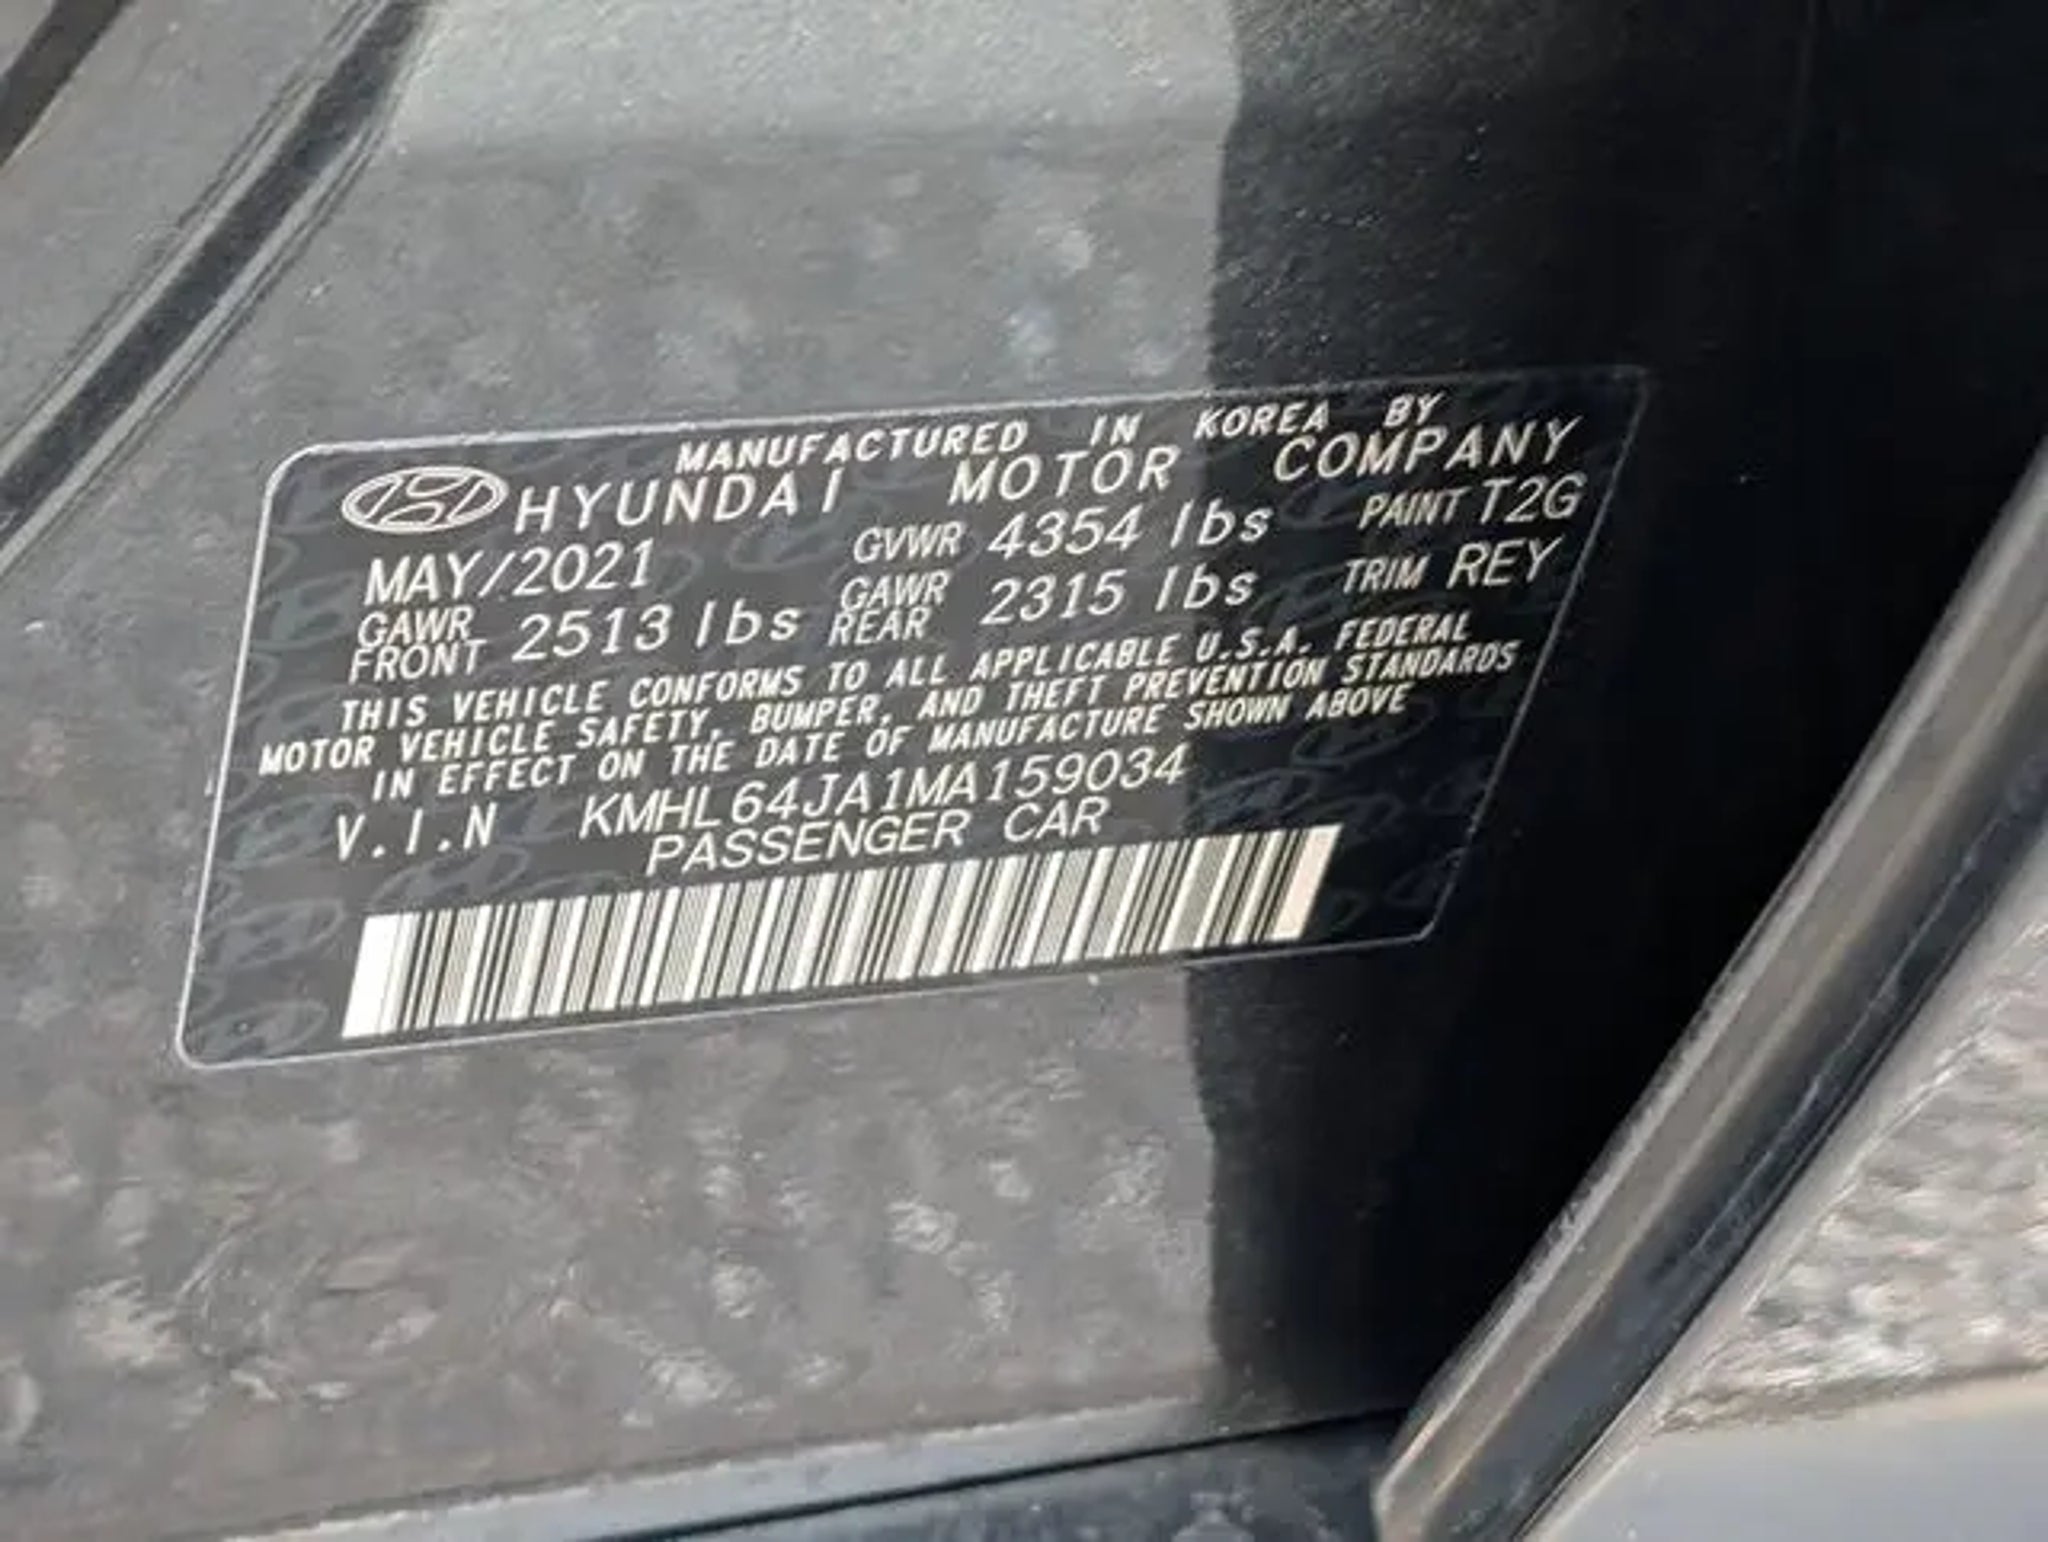 MANUFACTURED IN KOREA BY
HYUNDAI MOTOR COMPANY
MAY/2021 GVWR 4354 lbs PAINT T2G
GAWR FRONT 2513 lbs GAWR REAR 2315 lbs TRIM REY
THIS VEHICLE CONFORMS TO ALL APPLICABLE U.S.A. FEDERAL
MOTOR VEHICLE SAFETY, BUMPER, AND THEFT PREVENTION STANDARDS
IN EFFECT ON THE DATE OF MANUFACTURE SHOWN ABOVE
V.I.N KMHL64JA1MA159034
PASSENGER CAR